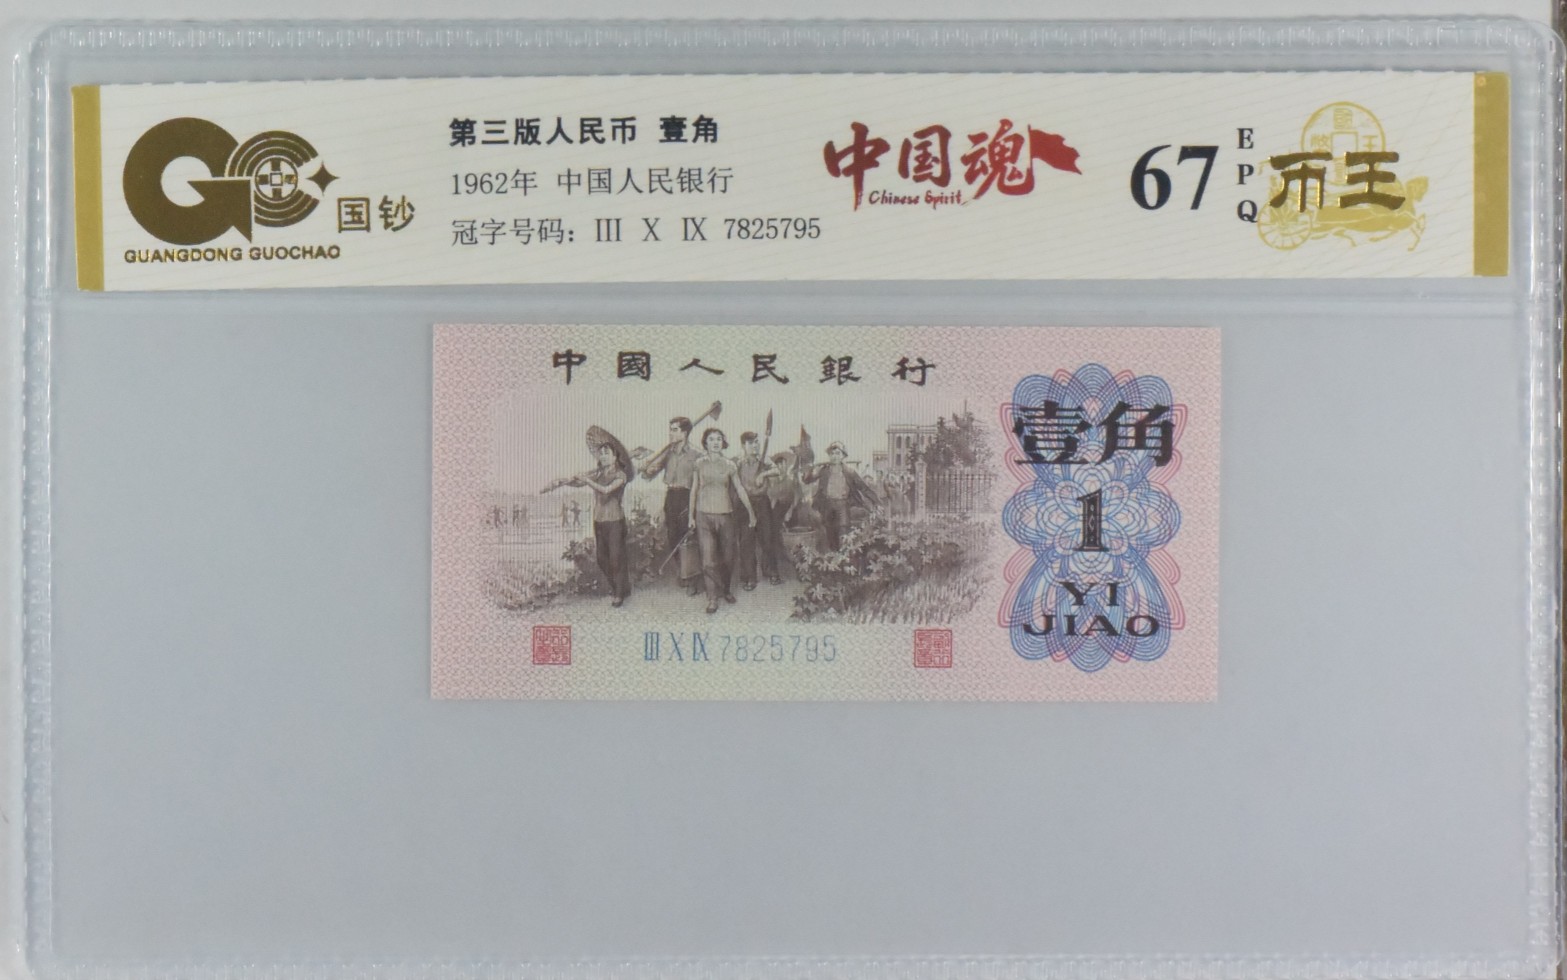 GC
国钞
GUANGDONG GUOCHAO
第三版人民币 壹角
1962年 中国人民银行
冠字号码: Ⅲ Ⅹ Ⅸ 7825795
中国魂
Chinese Spirit
67
EPQ
币王
中國人民銀行
壹角
1
YI
JIAO
Ⅲ Ⅹ Ⅸ 7825795